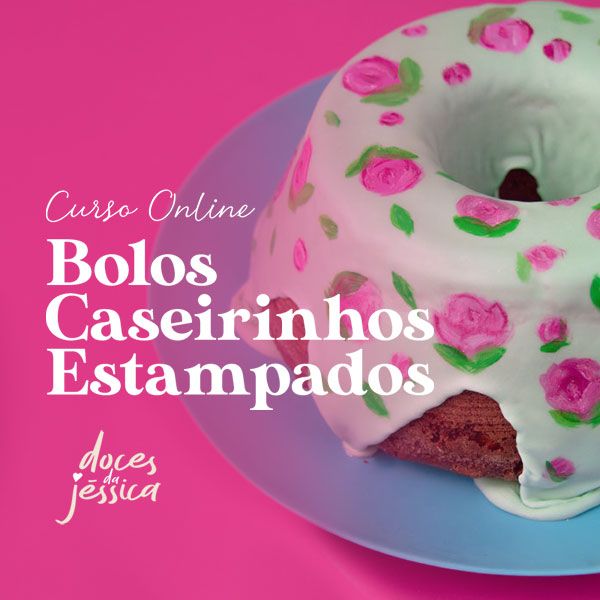 Curso Online
Bolos
Caseirinhos
Estampados
doces
da
jéssica